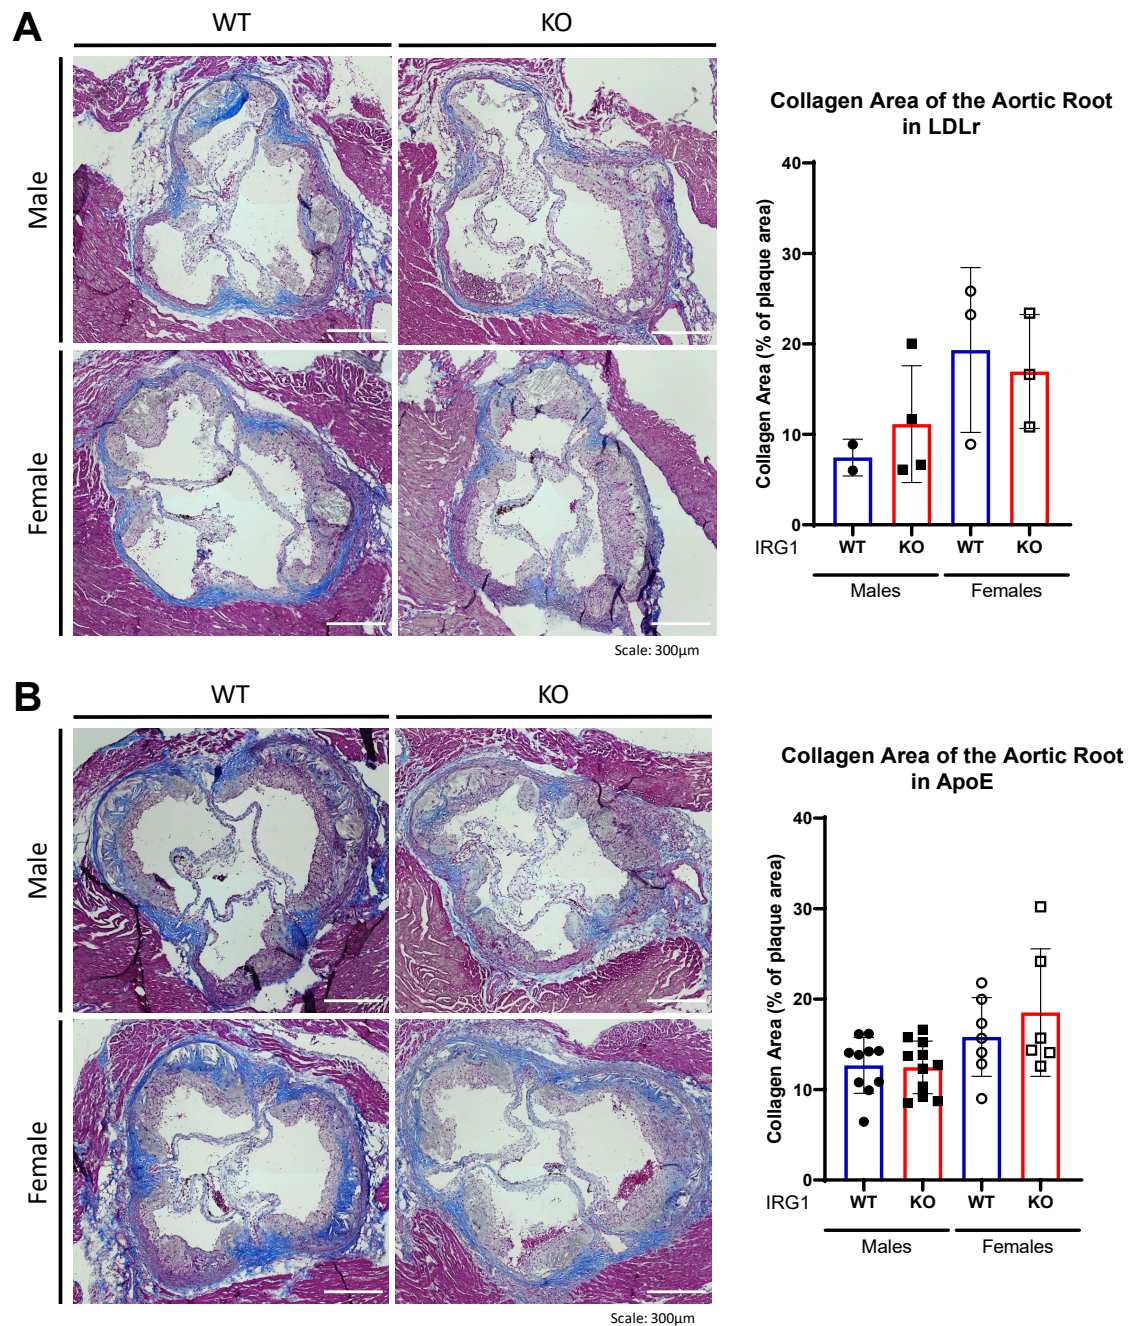 A
WT
KO
Male
Female
Scale: 300μm
Collagen Area of the Aortic Root
in LDLr
Collagen Area (% of plaque area)
40
30
20
10
0
IRG1
WT
KO
WT
KO
Males
Females
B
WT
KO
Male
Female
Scale: 300μm
Collagen Area of the Aortic Root
in ApoE
Collagen Area (% of plaque area)
40
30
20
10
0
IRG1
WT
KO
WT
KO
Males
Females